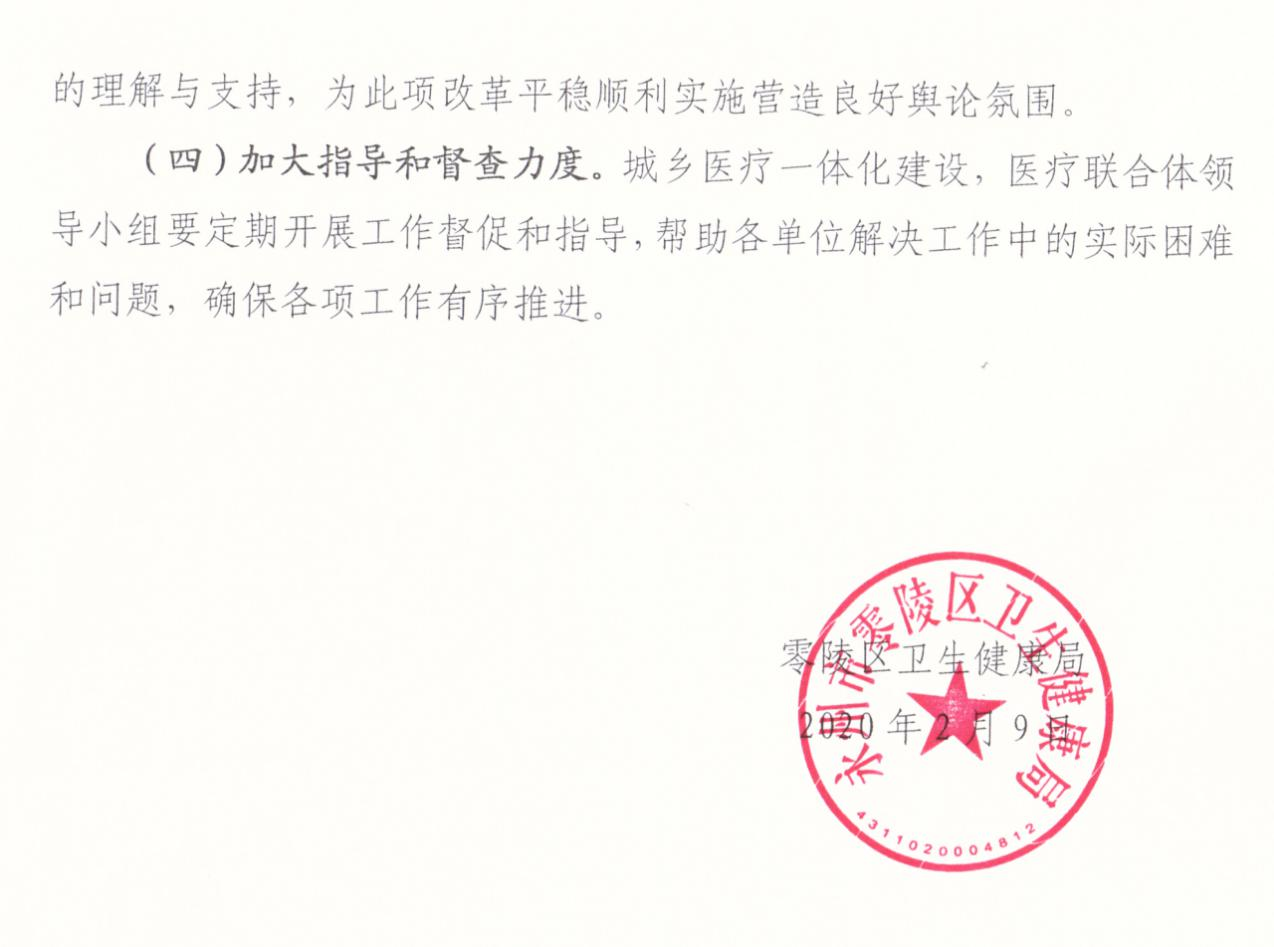 的理解与支持，为此项改革平稳顺利实施营造良好舆论氛围。
（四）加大指导和督查力度。城乡医疗一体化建设，医疗联合体领
导小组要定期开展工作督促和指导，帮助各单位解决工作中的实际困难
和问题，确保各项工作有序推进。
永州市零陵区卫生健康局
零陵区卫生健康局
2020年2月9日
4311020004812